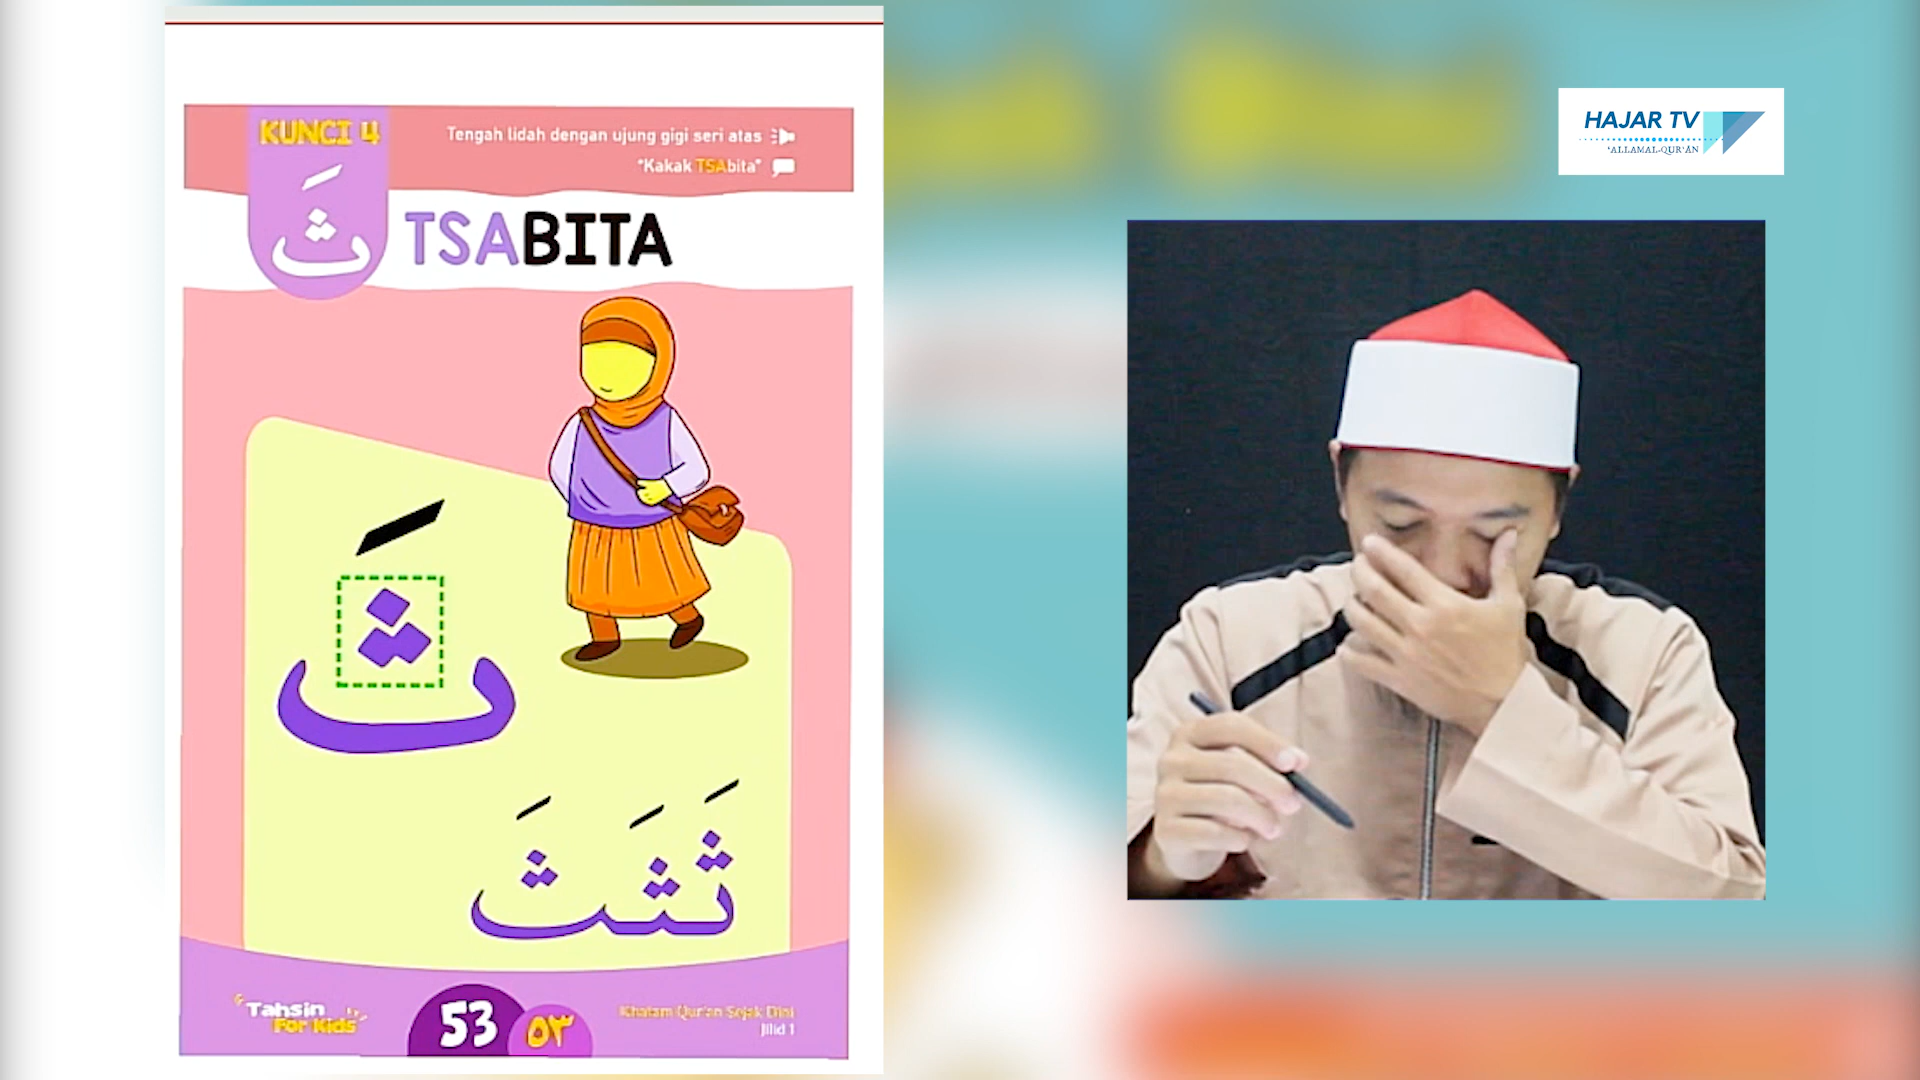 KUNCI 4
Tengah lidah dengan ujung gigi seri atas
"Kakak TSAbita"
ثَ
TSABITA
ثَ
ثَثَثَ
Tahsin
For Kids
53
٥٣
Khatam Qur'an Sejak Dini
Jilid 1
HAJAR TV
'ALLAMAL-QUR'ÂN